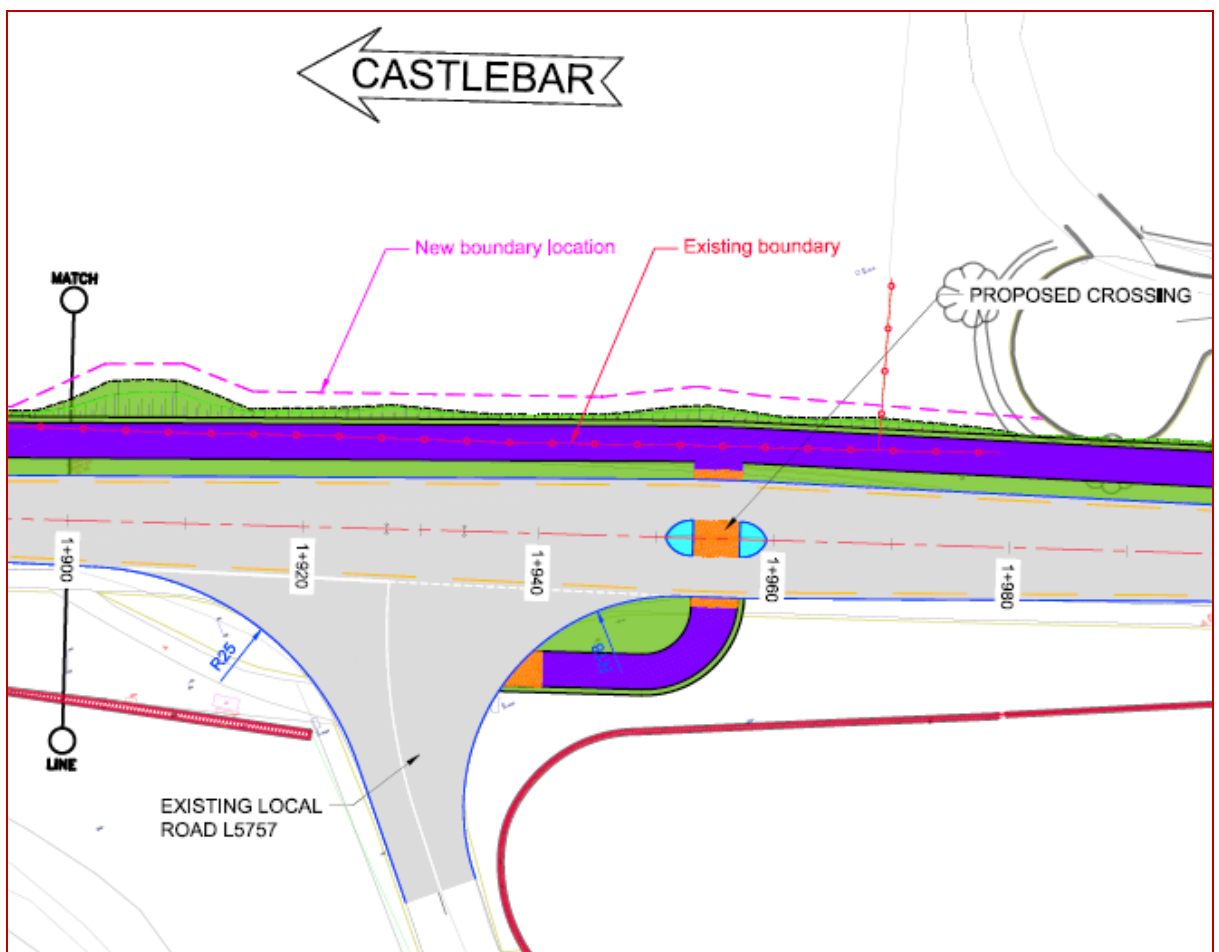 CASTLEBAR
New boundary location
Existing boundary
MATCH
PROPOSED CROSSING
1+900
1+920
1+940
1+960
1+980
R25
EXISTING LOCAL
ROAD L5757
LINE